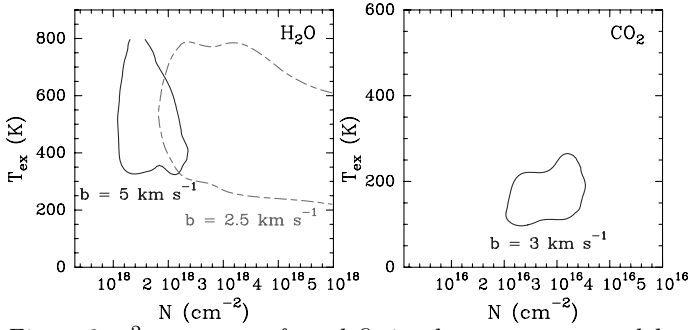 800
600
400
200
0
T_ex (K)
H₂O
b = 5 km s⁻¹
b = 2.5 km s⁻¹
10¹⁸ 2 10¹⁸ 3 10¹⁸ 4 10¹⁸ 5 10¹⁸
N (cm⁻²)
600
400
200
0
T_ex (K)
CO₂
b = 3 km s⁻¹
10¹⁶ 2 10¹⁶ 3 10¹⁶ 4 10¹⁶ 5 10¹⁶
N (cm⁻²)